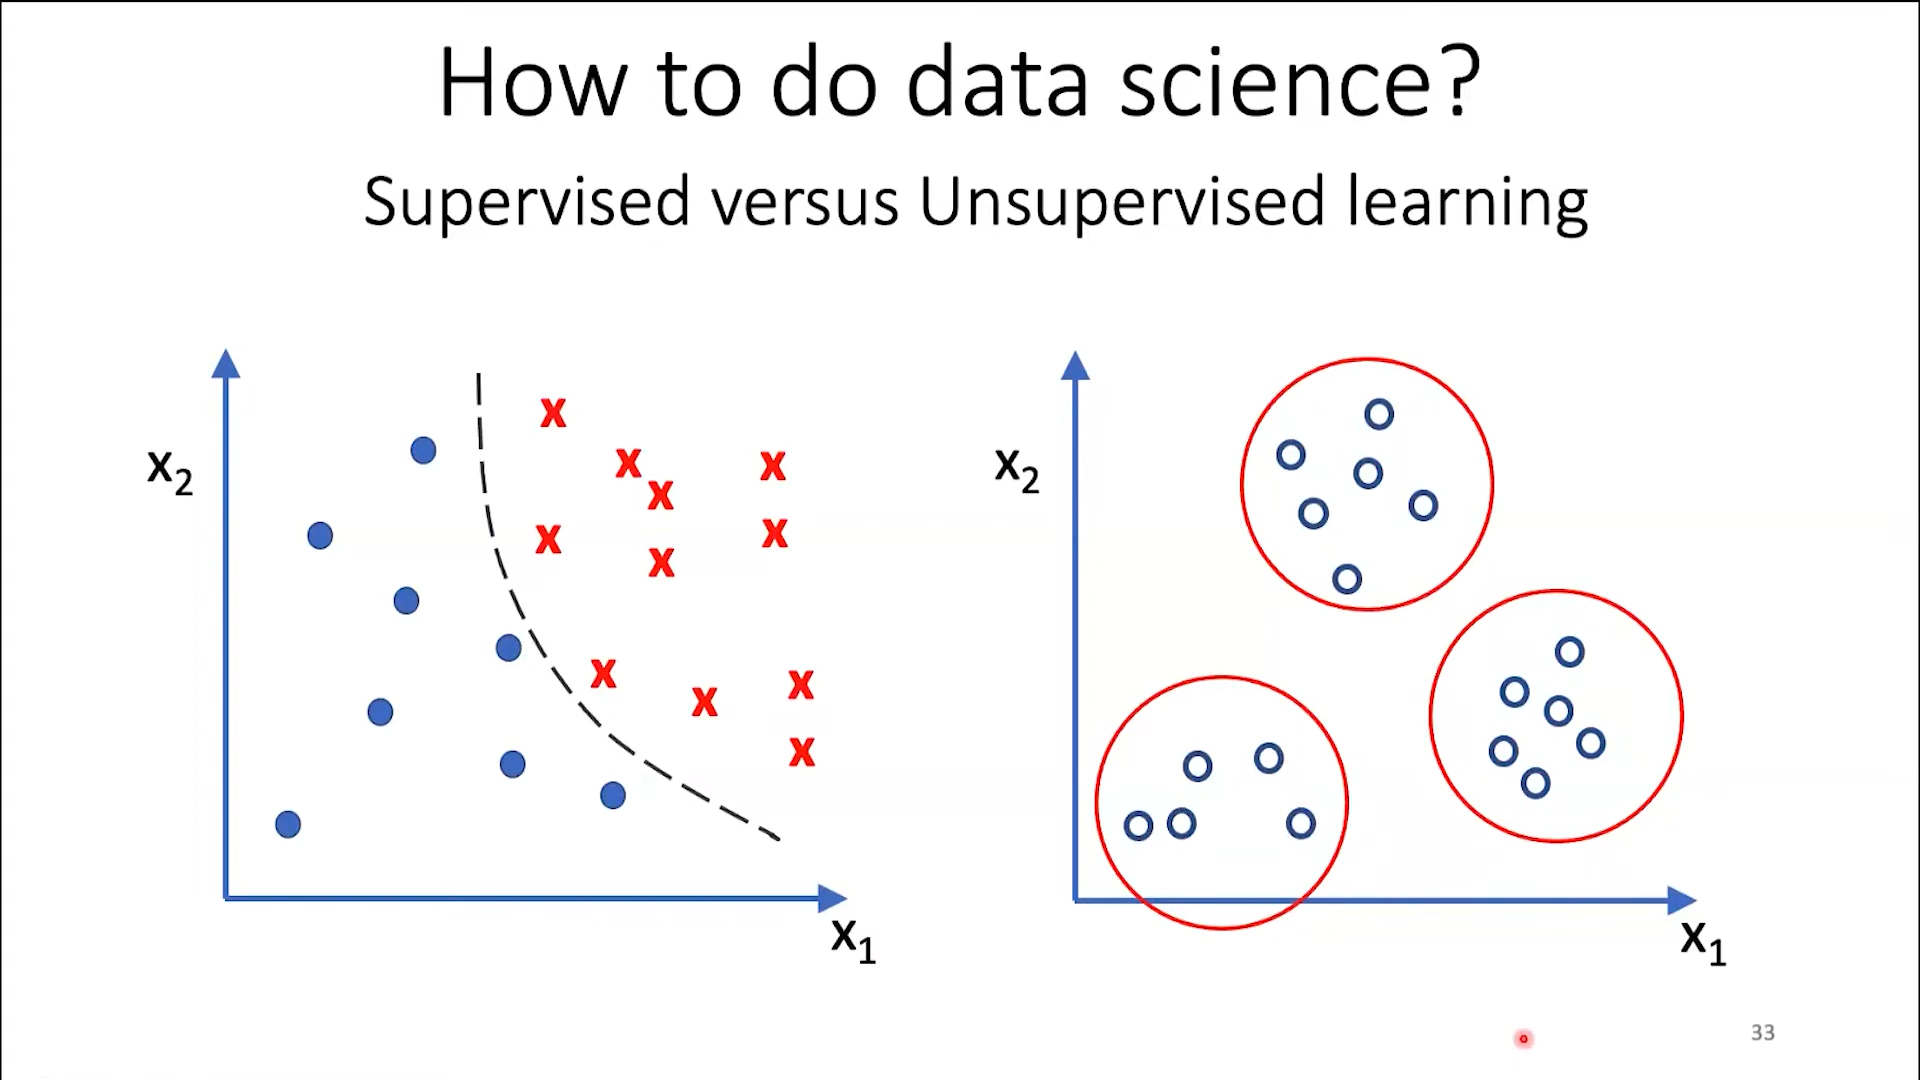 How to do data science?
Supervised versus Unsupervised learning
x₂
x x x x x x x x x x x x
x₁
x₂
x₁
33